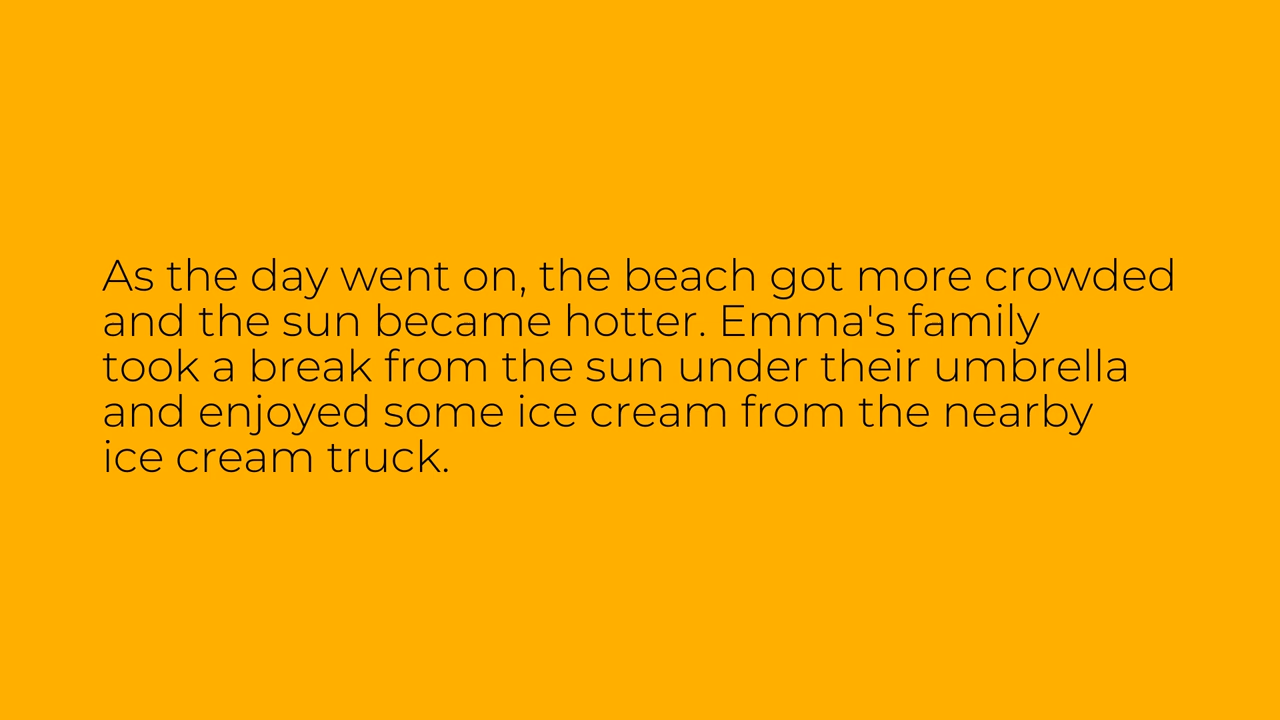 As the day went on, the beach got more crowded
and the sun became hotter. Emma's family
took a break from the sun under their umbrella
and enjoyed some ice cream from the nearby
ice cream truck.